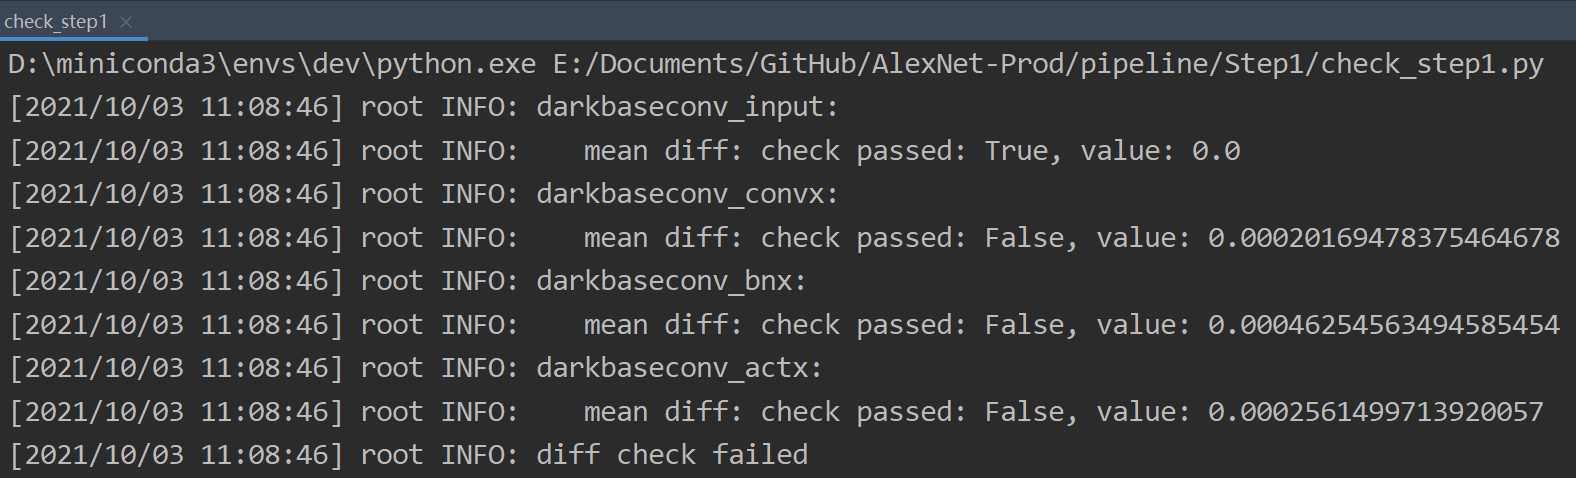 check_step1 ×
D:\miniconda3\envs\dev\python.exe E:/Documents/GitHub/AlexNet-Prod/pipeline/Step1/check_step1.py
[2021/10/03 11:08:46] root INFO: darkbaseconv_input:
[2021/10/03 11:08:46] root INFO:    mean diff: check passed: True, value: 0.0
[2021/10/03 11:08:46] root INFO: darkbaseconv_convx:
[2021/10/03 11:08:46] root INFO:    mean diff: check passed: False, value: 0.00020169478375464678
[2021/10/03 11:08:46] root INFO: darkbaseconv_bnx:
[2021/10/03 11:08:46] root INFO:    mean diff: check passed: False, value: 0.00046254563494585454
[2021/10/03 11:08:46] root INFO: darkbaseconv_actx:
[2021/10/03 11:08:46] root INFO:    mean diff: check passed: False, value: 0.0002561499713920057
[2021/10/03 11:08:46] root INFO: diff check failed